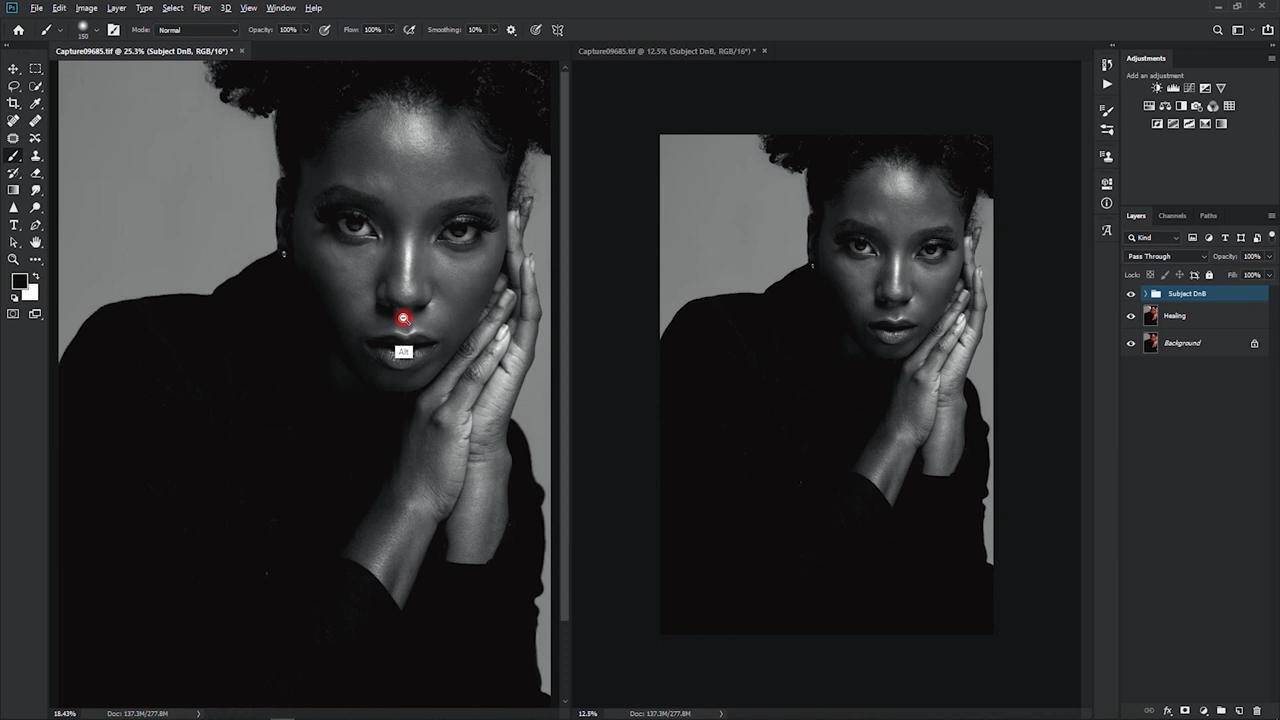 Ps File Edit Image Layer Type Select Filter 3D View Window Help
150 Mode: Normal Opacity: 100% Flow: 100% Smoothing: 10%
Capture09685.tif @ 25.3% (Subject DnB, RGB/16*) * × Capture09685.tif @ 12.5% (Subject DnB, RGB/16*) * ×
Adjustments
Add an adjustment
Layers Channels Paths
Kind
Pass Through Opacity: 100%
Lock: Fill: 100%
Subject DnB
Healing
Background
Alt
18.43% Doc: 137.3M/277.8M 12.5% Doc: 137.3M/277.8M